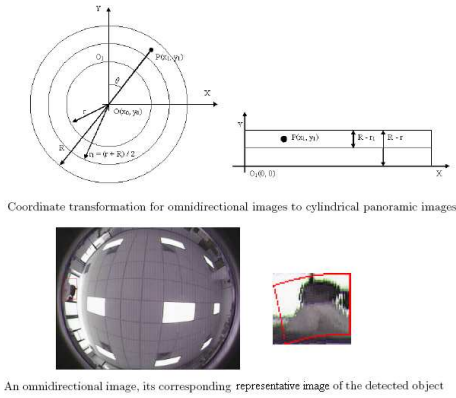 Y
P(x₁, y₁)
O₁
θ
X
O(x₀, y₀)
r
R
r₁ = (r + R) / 2
Y
P(x₁, y₁)
R - r₁
R - r
O₁(0, 0)
X
Coordinate transformation for omnidirectional images to cylindrical panoramic images
An omnidirectional image, its corresponding representative image of the detected object